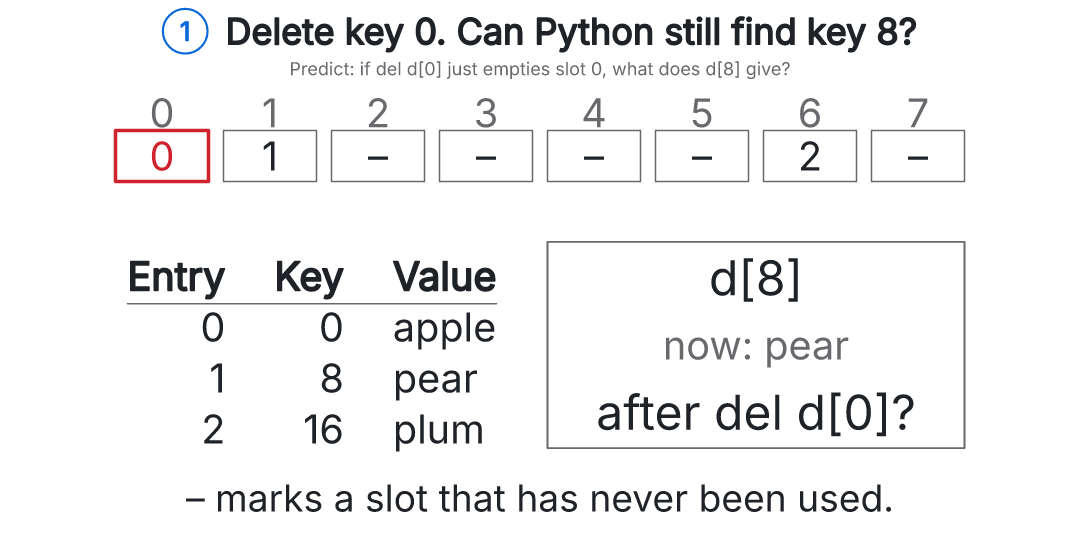 1 Delete key 0. Can Python still find key 8?
Predict: if del d[0] just empties slot 0, what does d[8] give?
0 1 2 3 4 5 6 7
0 1 – – – – 2 –
Entry Key Value
0 0 apple
1 8 pear
2 16 plum
d[8]
now: pear
after del d[0]?
– marks a slot that has never been used.